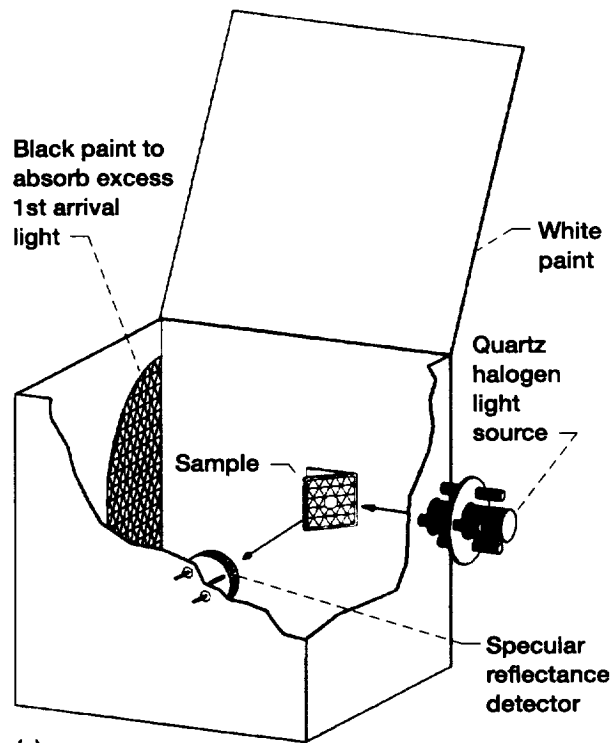 Black paint to
absorb excess
1st arrival
light
White
paint
Quartz
halogen
light
source
Sample
Specular
reflectance
detector